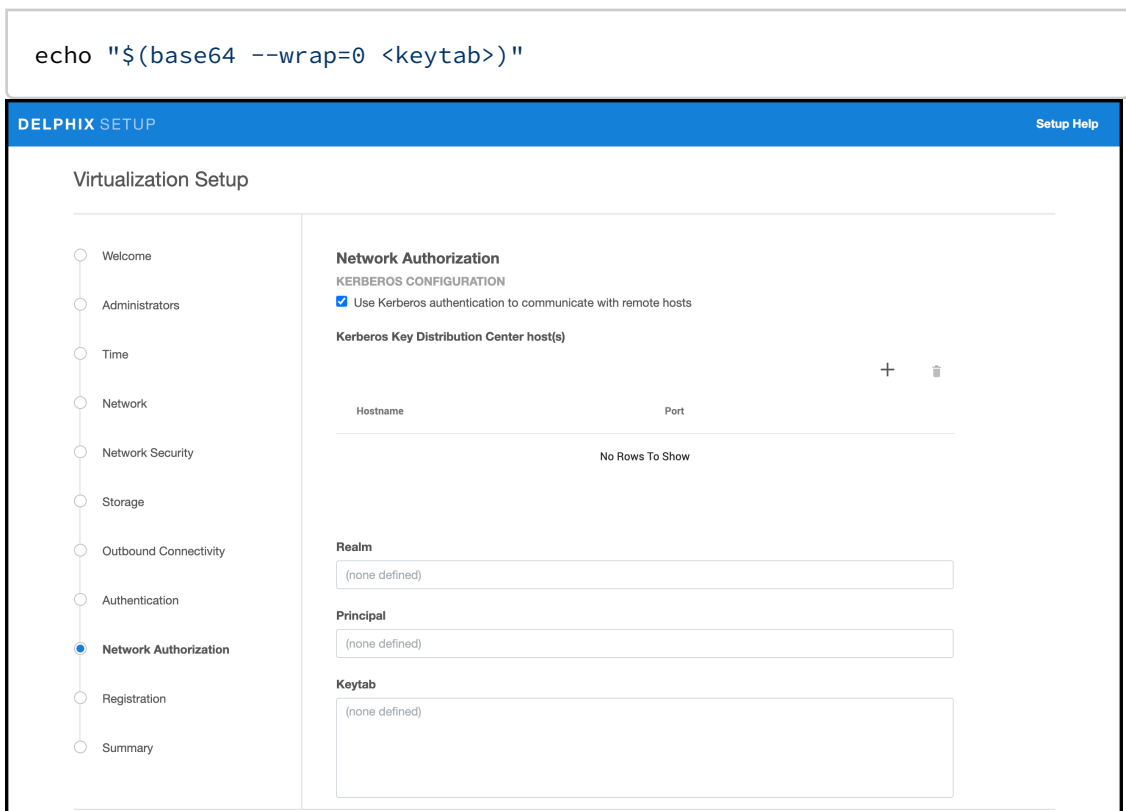 echo "$(base64 --wrap=0 <keytab>)"
DELPHIX SETUP
Setup Help
Virtualization Setup
Welcome
Administrators
Time
Network
Network Security
Storage
Outbound Connectivity
Authentication
Network Authorization
Registration
Summary
Network Authorization
KERBEROS CONFIGURATION
Use Kerberos authentication to communicate with remote hosts
Kerberos Key Distribution Center host(s)
Hostname Port
No Rows To Show
Realm
(none defined)
Principal
(none defined)
Keytab
(none defined)